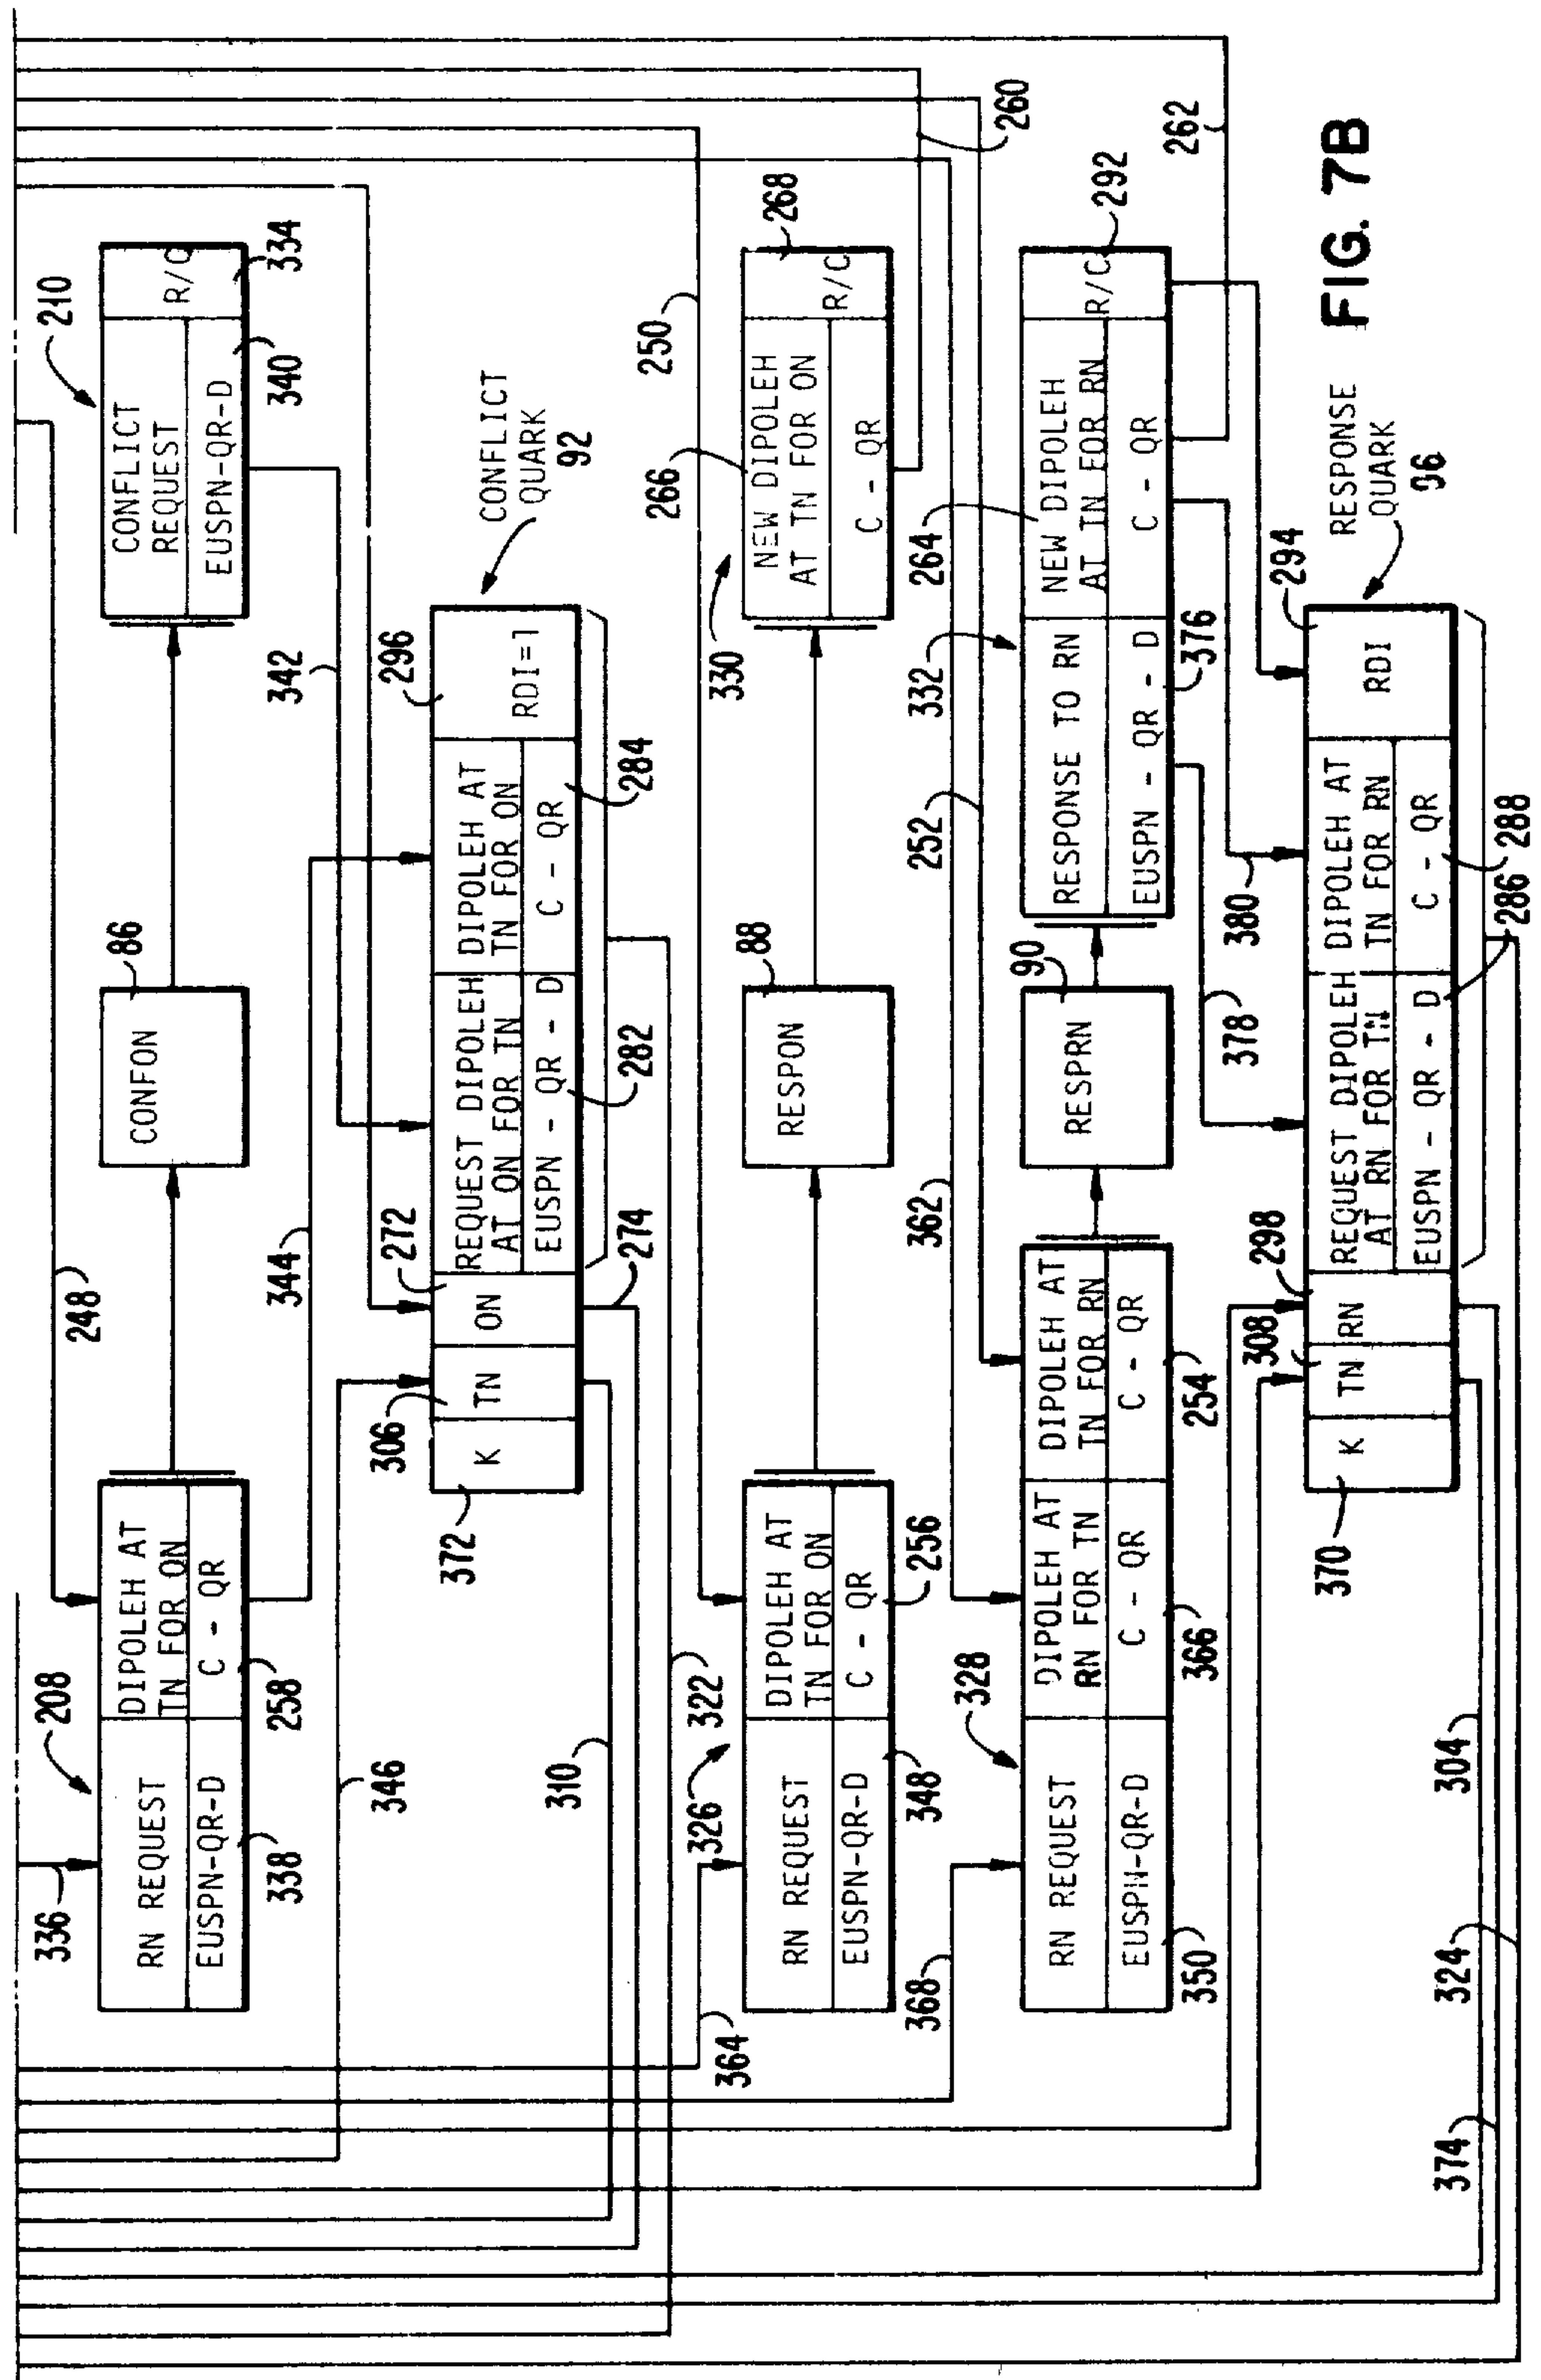 336
RN REQUEST
EUSPN-QR-D
338
208
DIPOLEH AT
TN FOR ON
C - QR
258
248
CONFON
86
CONFLICT
REQUEST
EUSPN-QR-D
R/C
210
340
334
346
344
342
372
K
306
TN
ON
272
REQUEST DIPOLEH
AT ON FOR TN
EUSPN - QR - D
282
REQUEST DIPOLEH AT
TN FOR ON
C - QR
284
RDI=1
296
CONFLICT
QUARK
92
310
274
322
364
326
RN REQUEST
EUSPN-QR-D
348
DIPOLEH AT
TN FOR ON
C - QR
256
RESPON
88
250
330
266
NEW DIPOLEH
AT TN FOR ON
C - QR
R/C
268
260
368
328
RN REQUEST
EUSPN-QR-D
350
DIPOLEH AT
RN FOR TN
C - QR
366
DIPOLEH AT
TN FOR RN
C - QR
254
362
252
RESPRN
90
332
RESPONSE TO RN
EUSPN - QR - D
376
264
NEW DIPOLEH
AT TN FOR RN
C - QR
R/C
292
262
378
380
370
K
308
TN
RN
298
REQUEST DIPOLEH
AT RN FOR TN
EUSPN - QR - D
286
REQUEST DIPOLEH AT
TN FOR RN
C - QR
288
RDI
294
RESPONSE
QUARK
96
304
374
324
FIG. 7B